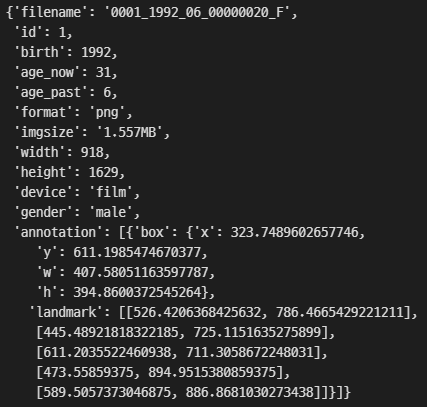 {'filename': '0001_1992_06_00000020_F',
'id': 1,
'birth': 1992,
'age_now': 31,
'age_past': 6,
'format': 'png',
'imgsize': '1.557MB',
'width': 918,
'height': 1629,
'device': 'film',
'gender': 'male',
'annotation': [{'box': {'x': 323.7489602657746,
'y': 611.1985474670377,
'w': 407.58051163597787,
'h': 394.8600372545264},
'landmark': [[526.4206368425632, 786.4665429221211],
[445.48921818322185, 725.1151635275899],
[611.2035522460938, 711.3058672248031],
[473.55859375, 894.9515380859375],
[589.5057373046875, 886.8681030273438]]}]}